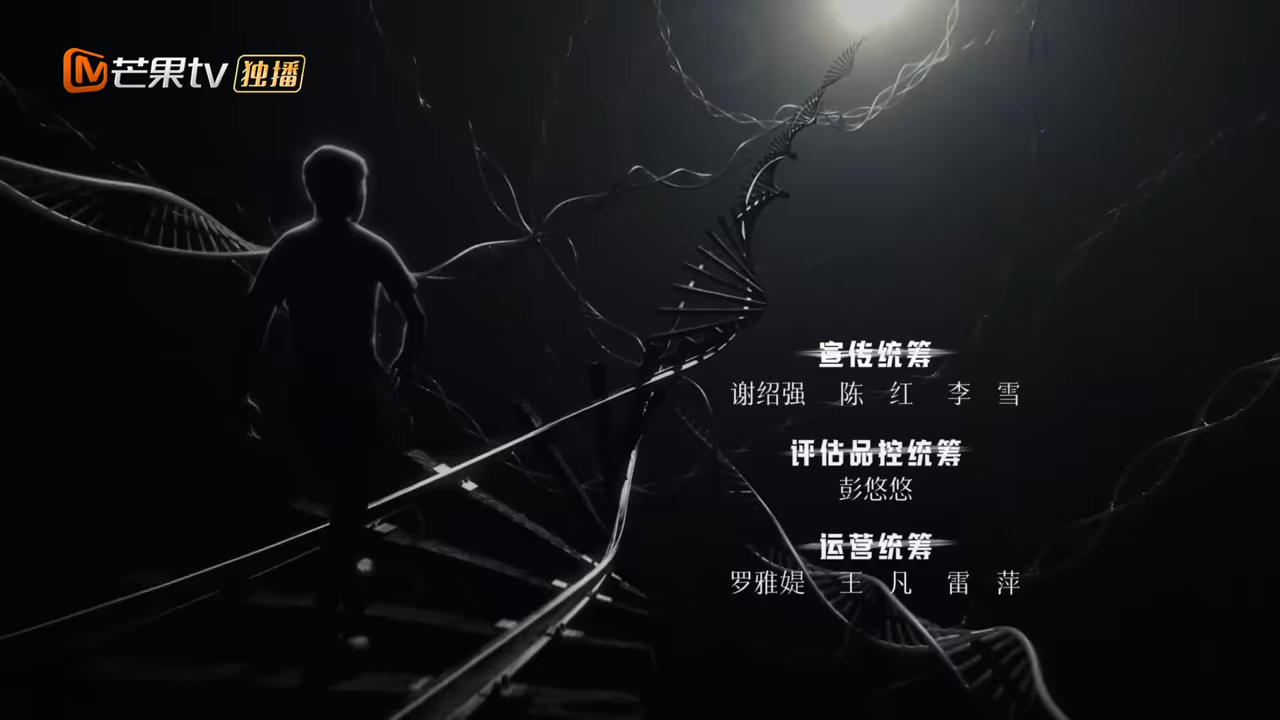 芒果tv 独播
宣传统筹
谢绍强 陈 红 李 雪
评估品控统筹
彭悠悠
运营统筹
罗雅媞 王 凡 雷 萍